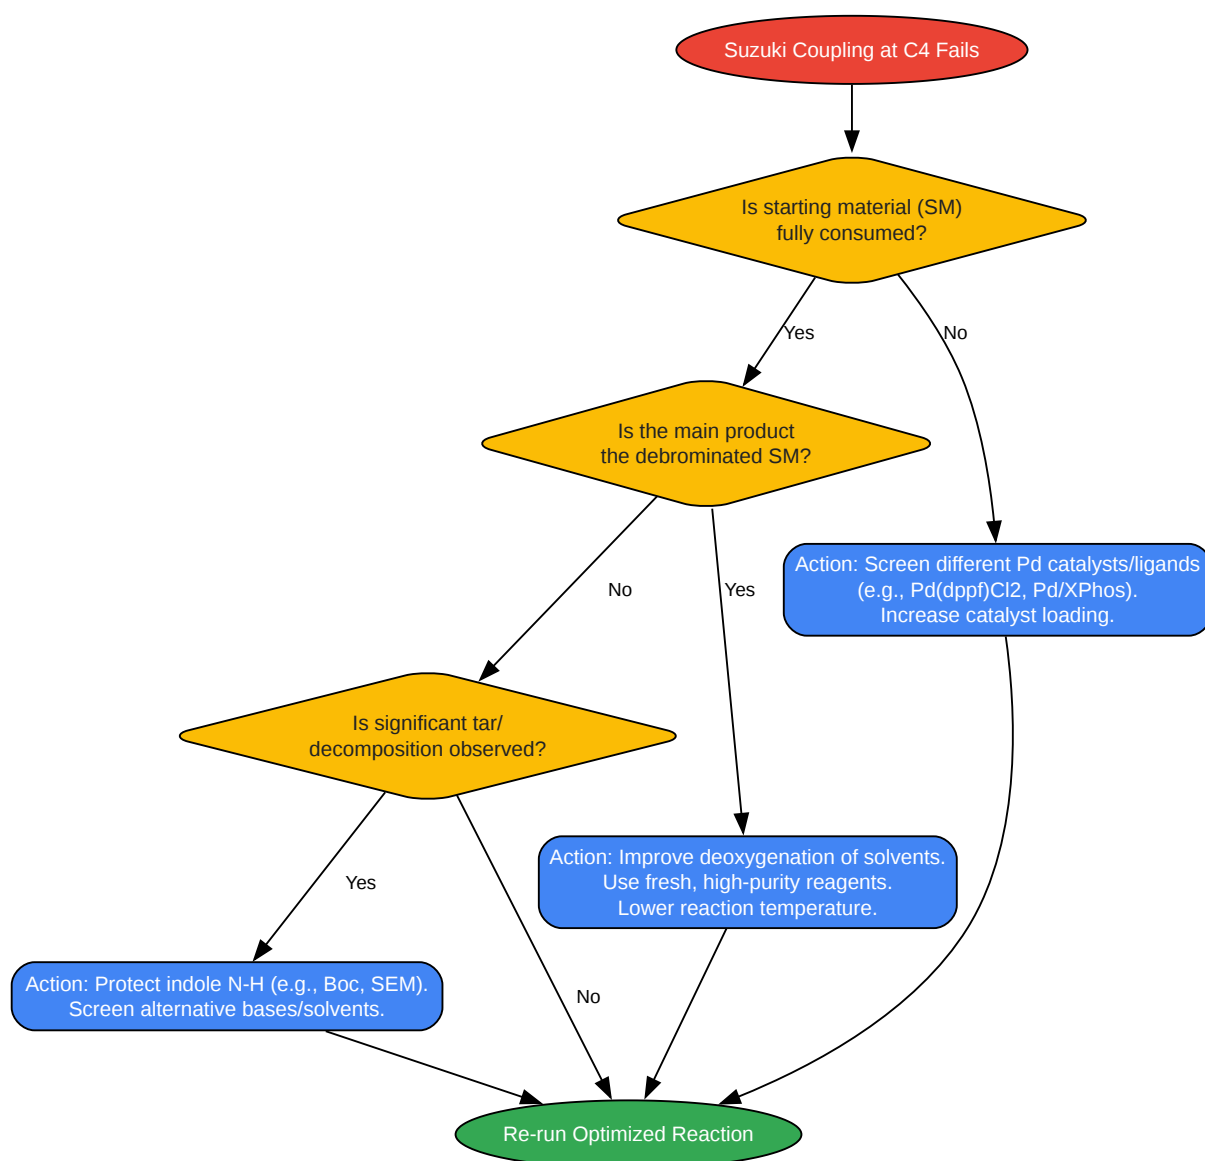 Suzuki Coupling at C4 Fails
Is starting material (SM)
fully consumed?
Yes
No
Is the main product
the debrominated SM?
No
Yes
Action: Screen different Pd catalysts/ligands
(e.g., Pd(dppf)Cl2, Pd/XPhos).
Increase catalyst loading.
Is significant tar/
decomposition observed?
Yes
No
Action: Improve deoxygenation of solvents.
Use fresh, high-purity reagents.
Lower reaction temperature.
Action: Protect indole N-H (e.g., Boc, SEM).
Screen alternative bases/solvents.
Re-run Optimized Reaction